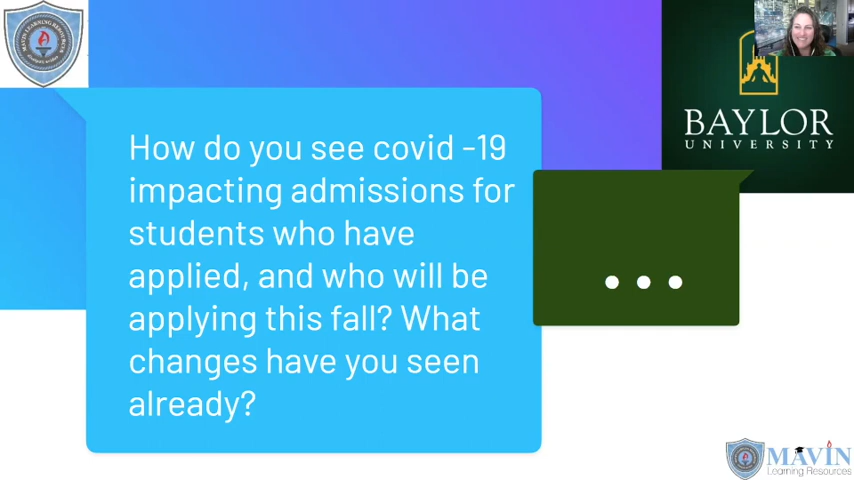 How do you see covid -19
impacting admissions for
students who have
applied, and who will be
applying this fall? What
changes have you seen
already?
BAYLOR
UNIVERSITY
MAVIN
Learning Resources